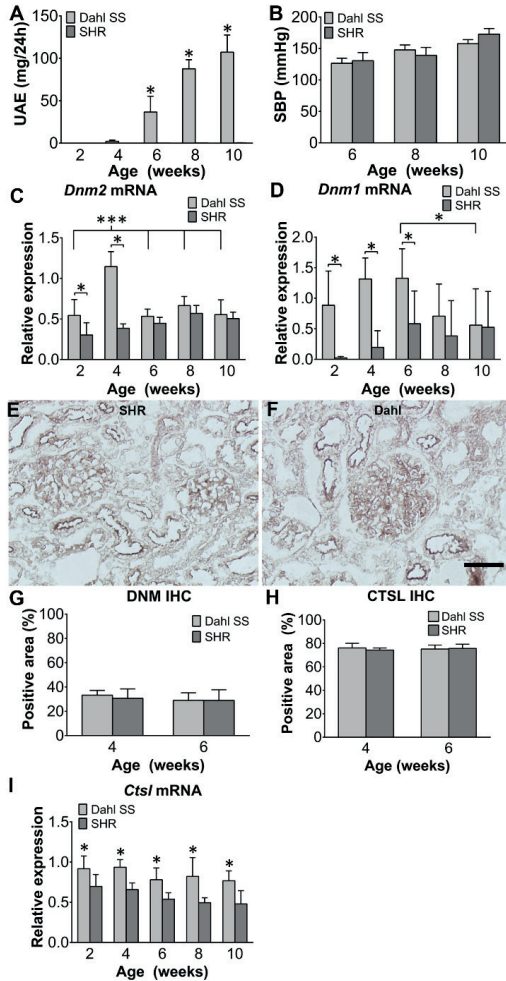 A
UAE (mg/24h)
150
100
50
0
Dahl SS
SHR
*
*
*
2 4 6 8 10
Age (weeks)
B
SBP (mmHg)
200
150
100
50
0
Dahl SS
SHR
6 8 10
Age (weeks)
C
Dnm2 mRNA
Relative expression
1.5
1.0
0.5
0.0
Dahl SS
SHR
***
*
*
2 4 6 8 10
Age (weeks)
D
Dnm1 mRNA
Relative expression
2.0
1.5
1.0
0.5
0.0
Dahl SS
SHR
*
*
*
*
2 4 6 8 10
Age (weeks)
E
SHR
F
Dahl
G
DNM IHC
Positive area (%)
100
80
60
40
20
0
Dahl SS
SHR
4 6
Age (weeks)
H
CTSL IHC
Positive area (%)
100
80
60
40
20
0
Dahl SS
SHR
4 6
Age (weeks)
I
Ctsl mRNA
Relative expression
1.5
1.0
0.5
0.0
Dahl SS
SHR
* * * * *
2 4 6 8 10
Age (weeks)